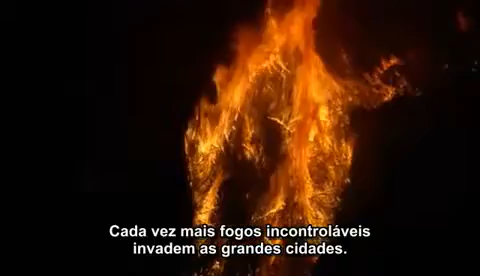 Cada vez mais fogos incontroláveis
invadem as grandes cidades.